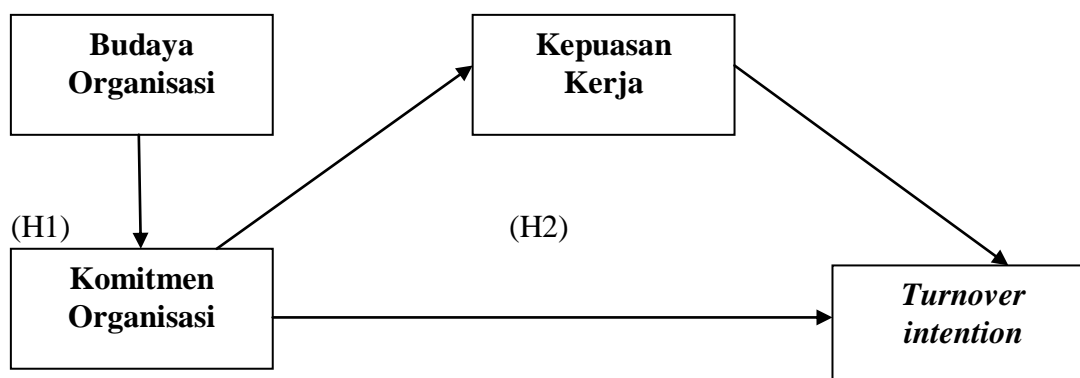 Budaya
Organisasi
Kepuasan
Kerja
(H1)
(H2)
Komitmen
Organisasi
Turnover
intention